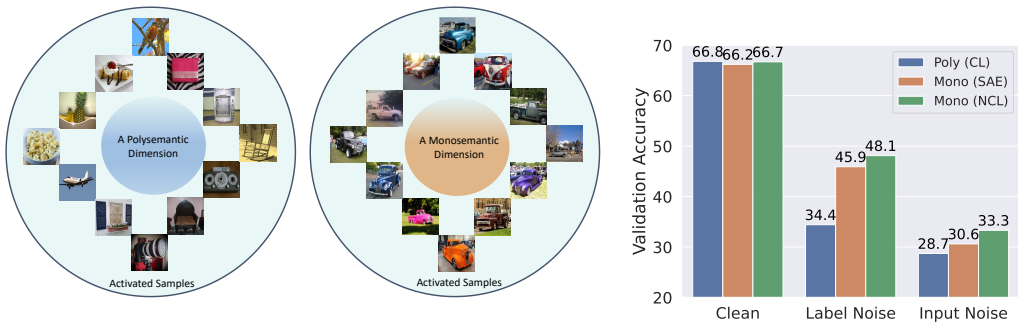 A Polysemantic
Dimension
Activated Samples
A Monosemantic
Dimension
Activated Samples
Validation Accuracy
70
60
50
40
30
20
66.8
66.2
66.7
34.4
45.9
48.1
28.7
30.6
33.3
Poly (CL)
Mono (SAE)
Mono (NCL)
Clean
Label Noise
Input Noise